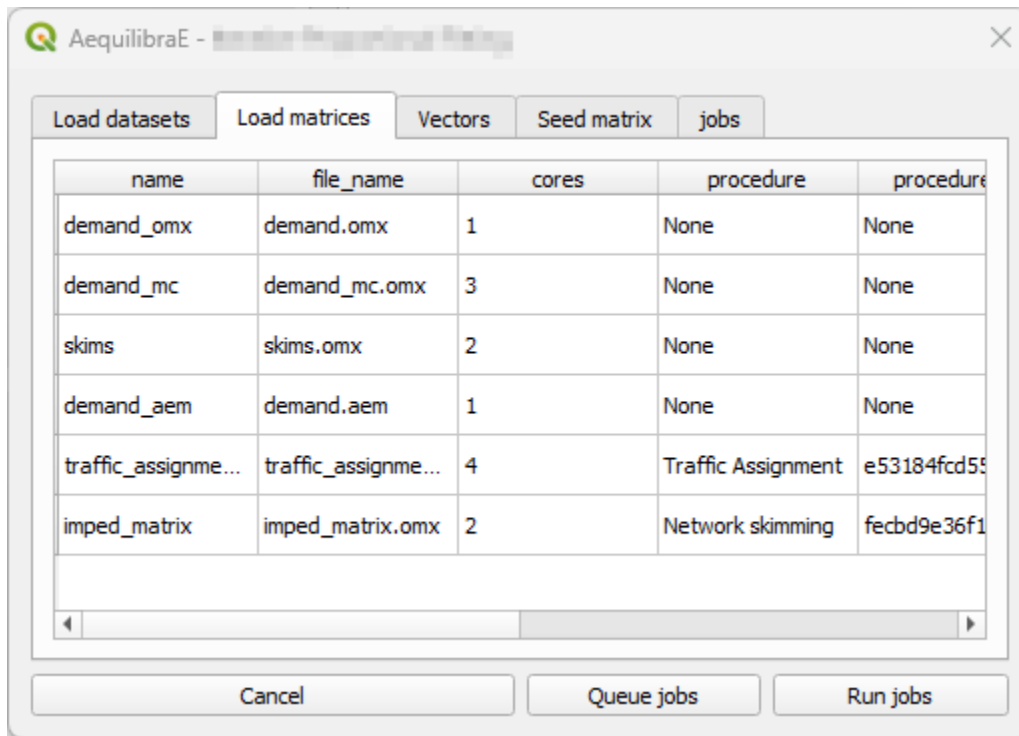 AequilibraE -
Load datasets Load matrices Vectors Seed matrix jobs
name file_name cores procedure procedure
demand_omx demand.omx 1 None None
demand_mc demand_mc.omx 3 None None
skims skims.omx 2 None None
demand_aem demand.aem 1 None None
traffic_assignme... traffic_assignme... 4 Traffic Assignment e53184fcd55
imped_matrix imped_matrix.omx 2 Network skimming fecbd9e36f1
Cancel Queue jobs Run jobs